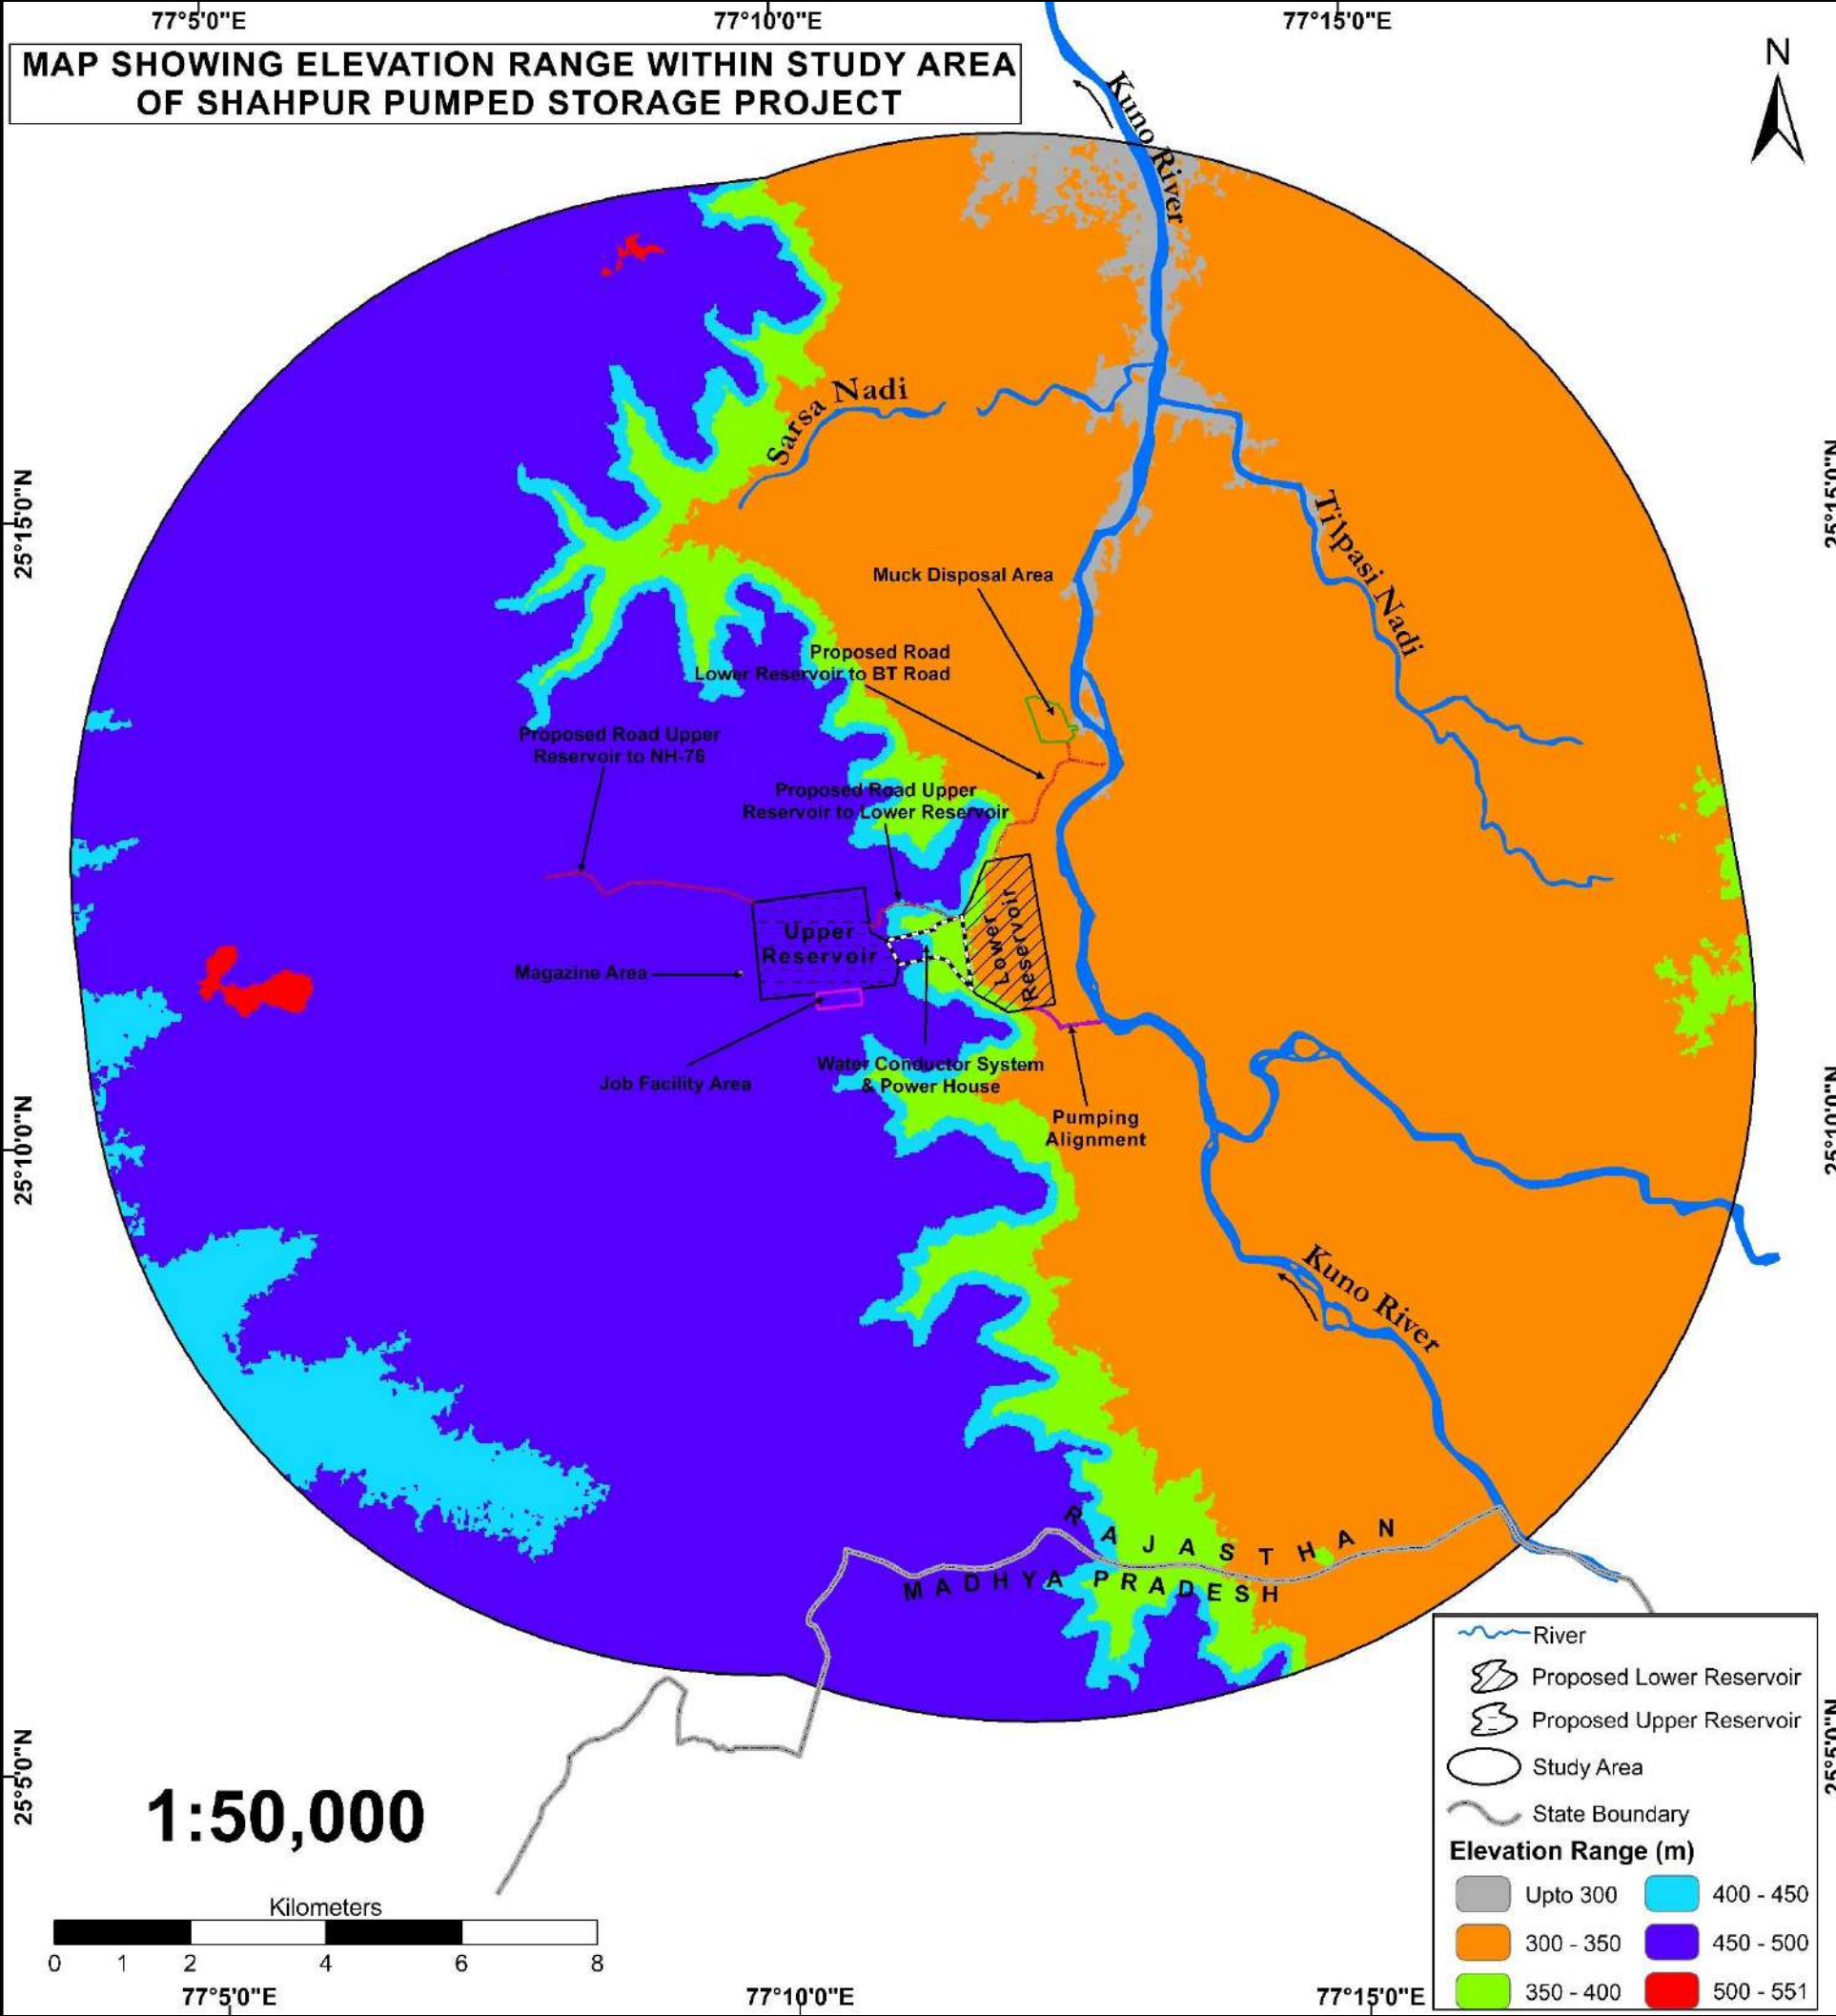 77°5'0"E
77°10'0"E
77°15'0"E
MAP SHOWING ELEVATION RANGE WITHIN STUDY AREA
OF SHAHPUR PUMPED STORAGE PROJECT
N
Kuno River
Sarsa Nadi
25°15'0"N
25°15'0"N
Tilpasi Nadi
Muck Disposal Area
Proposed Road
Lower Reservoir to BT Road
Proposed Road Upper
Reservoir to NH-76
Proposed Road Upper
Reservoir to Lower Reservoir
Upper
Reservoir
Lower
Reservoir
Magazine Area
Job Facility Area
Water Conductor System
& Power House
Pumping
Alignment
25°10'0"N
25°10'0"N
Kuno River
RAJASTHAN
MADHYA PRADESH
25°5'0"N
25°5'0"N
1:50,000
Kilometers
0 1 2 4 6 8
River
Proposed Lower Reservoir
Proposed Upper Reservoir
Study Area
State Boundary
Elevation Range (m)
Upto 300
400 - 450
300 - 350
450 - 500
350 - 400
500 - 551
77°5'0"E
77°10'0"E
77°15'0"E